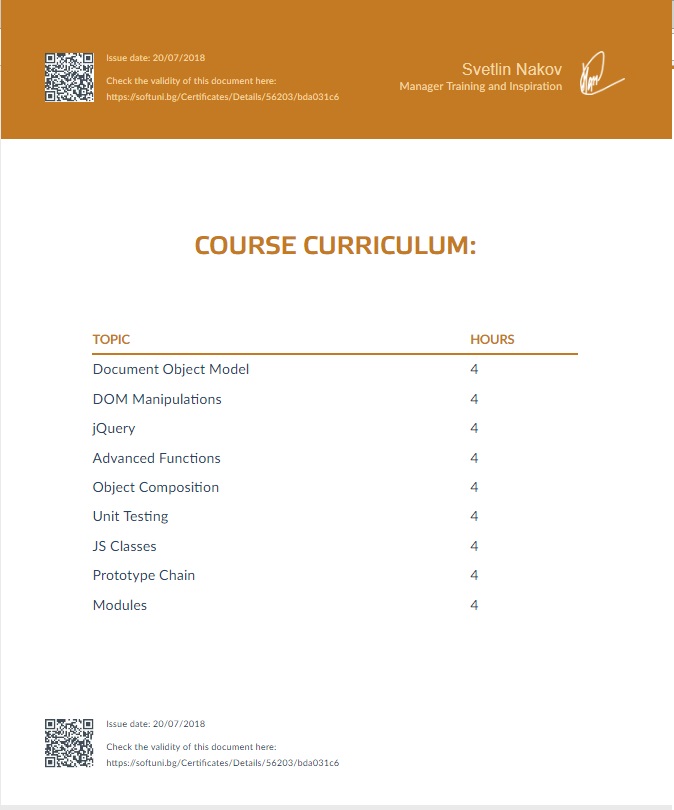 Issue date: 20/07/2018
Check the validity of this document here:
https://softuni.bg/Certificates/Details/56203/bda031c6
Svetlin Nakov
Manager Training and Inspiration
COURSE CURRICULUM:
TOPIC HOURS
Document Object Model 4
DOM Manipulations 4
jQuery 4
Advanced Functions 4
Object Composition 4
Unit Testing 4
JS Classes 4
Prototype Chain 4
Modules 4
Issue date: 20/07/2018
Check the validity of this document here:
https://softuni.bg/Certificates/Details/56203/bda031c6